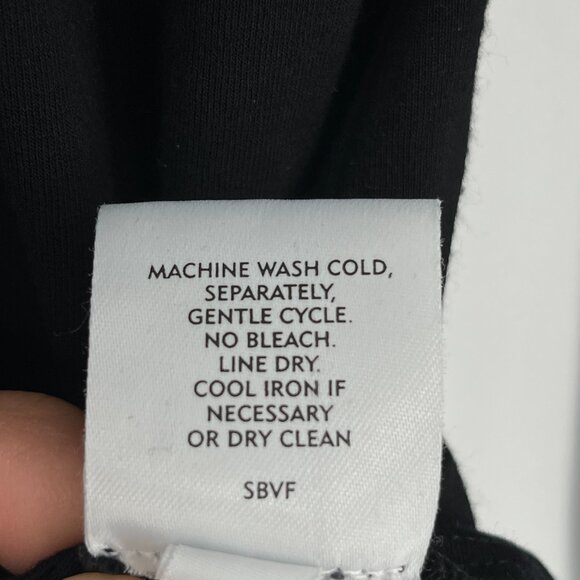 MACHINE WASH COLD,
SEPARATELY,
GENTLE CYCLE.
NO BLEACH.
LINE DRY.
COOL IRON IF
NECESSARY
OR DRY CLEAN
SBVF